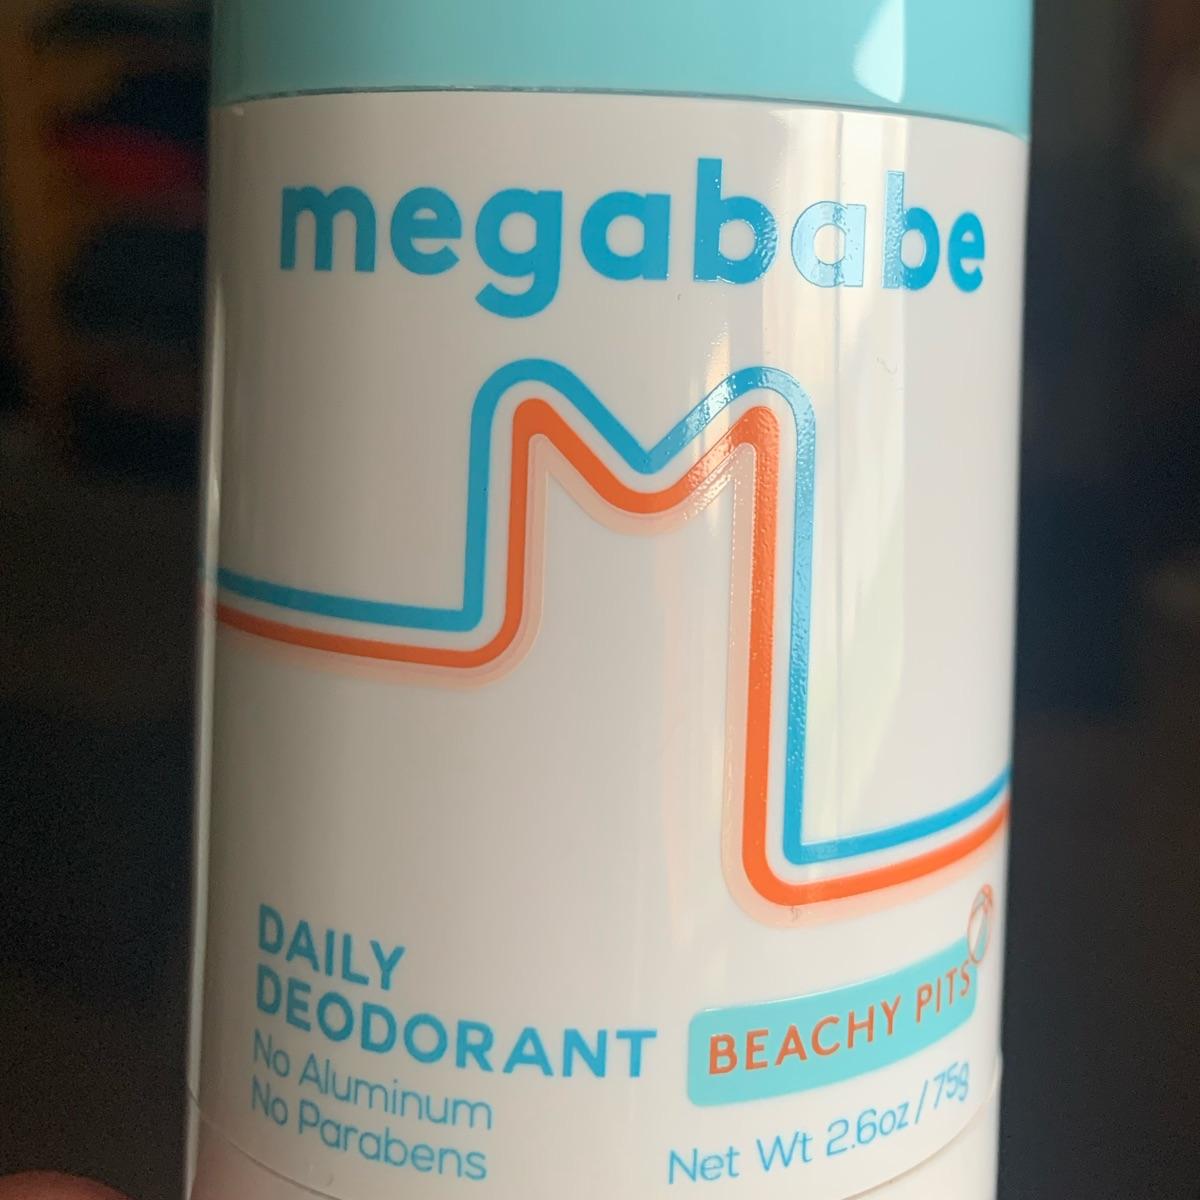 megababe
DAILY
DEODORANT
No Aluminum
No Parabens
BEACHY PITS
Net Wt 2.6oz / 75g